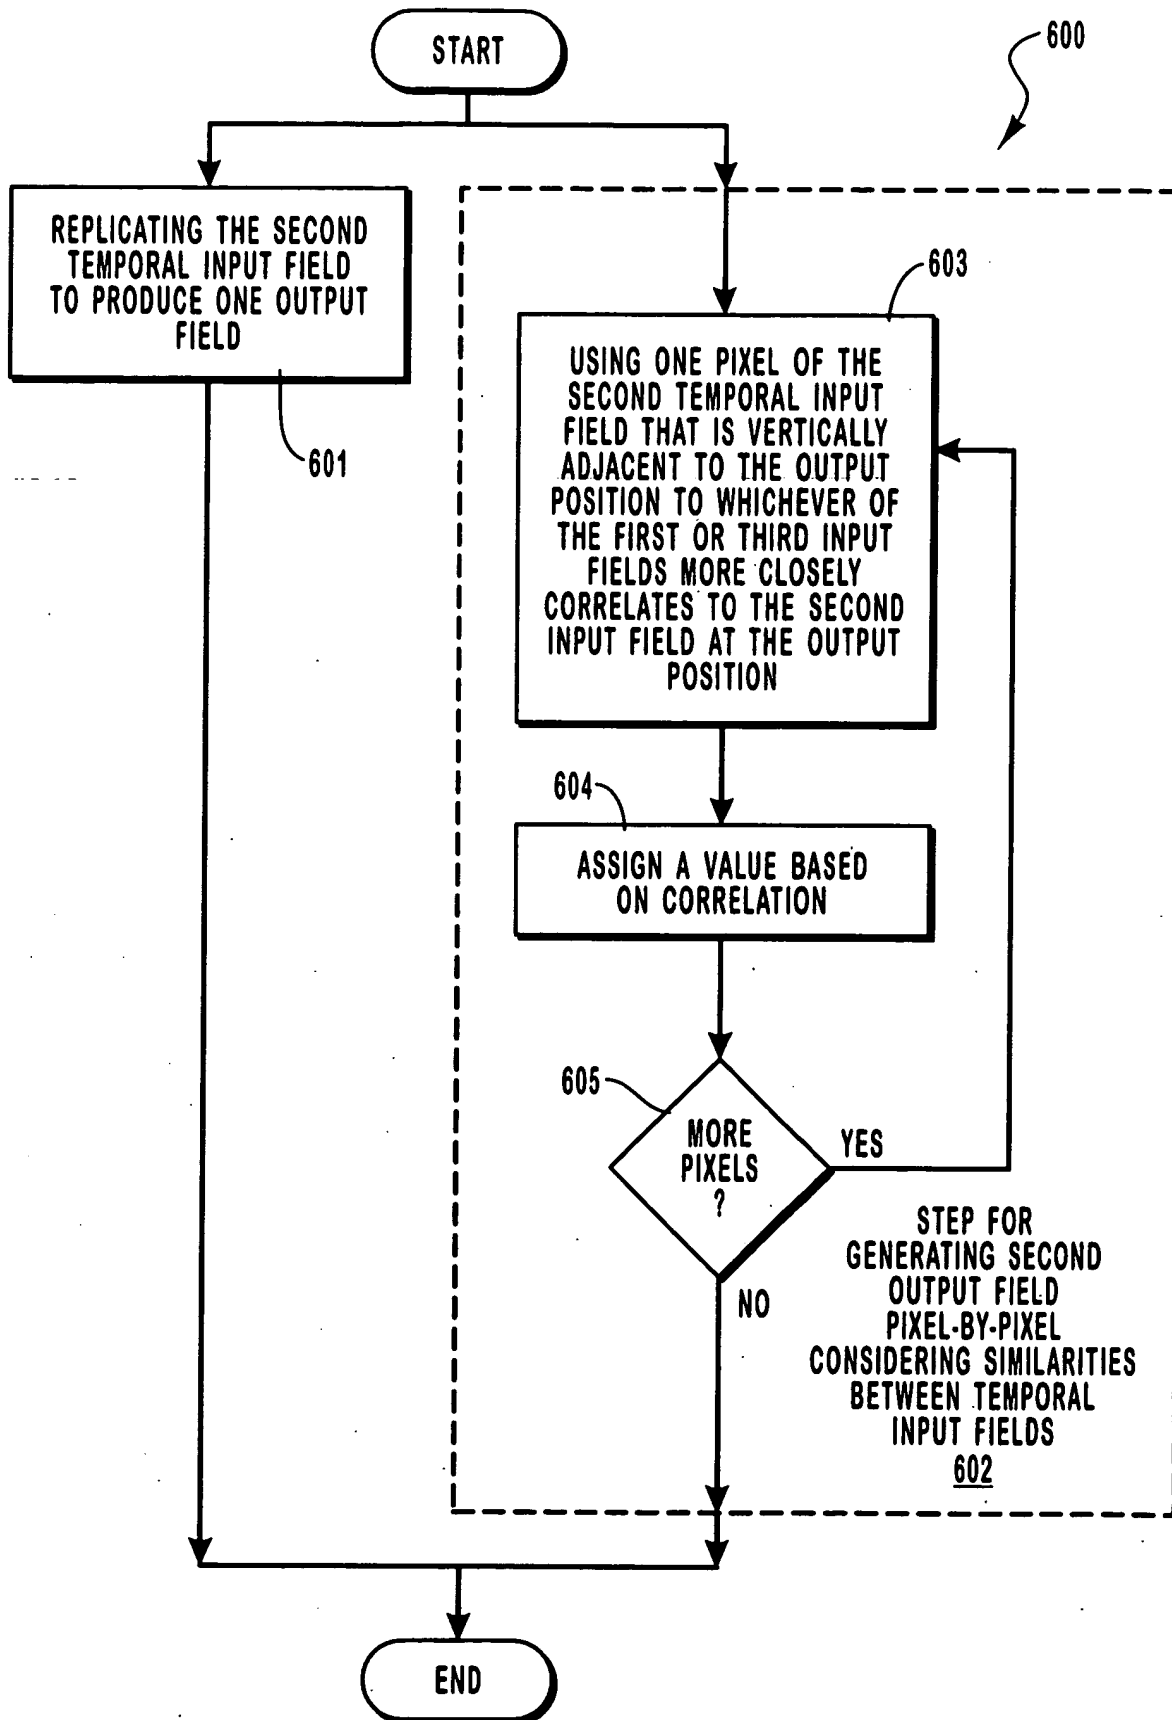 START
600
REPLICATING THE SECOND
TEMPORAL INPUT FIELD
TO PRODUCE ONE OUTPUT
FIELD
601
603
USING ONE PIXEL OF THE
SECOND TEMPORAL INPUT
FIELD THAT IS VERTICALLY
ADJACENT TO THE OUTPUT
POSITION TO WHICHEVER OF
THE FIRST OR THIRD INPUT
FIELDS MORE CLOSELY
CORRELATES TO THE SECOND
INPUT FIELD AT THE OUTPUT
POSITION
604
ASSIGN A VALUE BASED
ON CORRELATION
605
MORE
PIXELS
?
YES
NO
STEP FOR
GENERATING SECOND
OUTPUT FIELD
PIXEL-BY-PIXEL
CONSIDERING SIMILARITIES
BETWEEN TEMPORAL
INPUT FIELDS
602
END